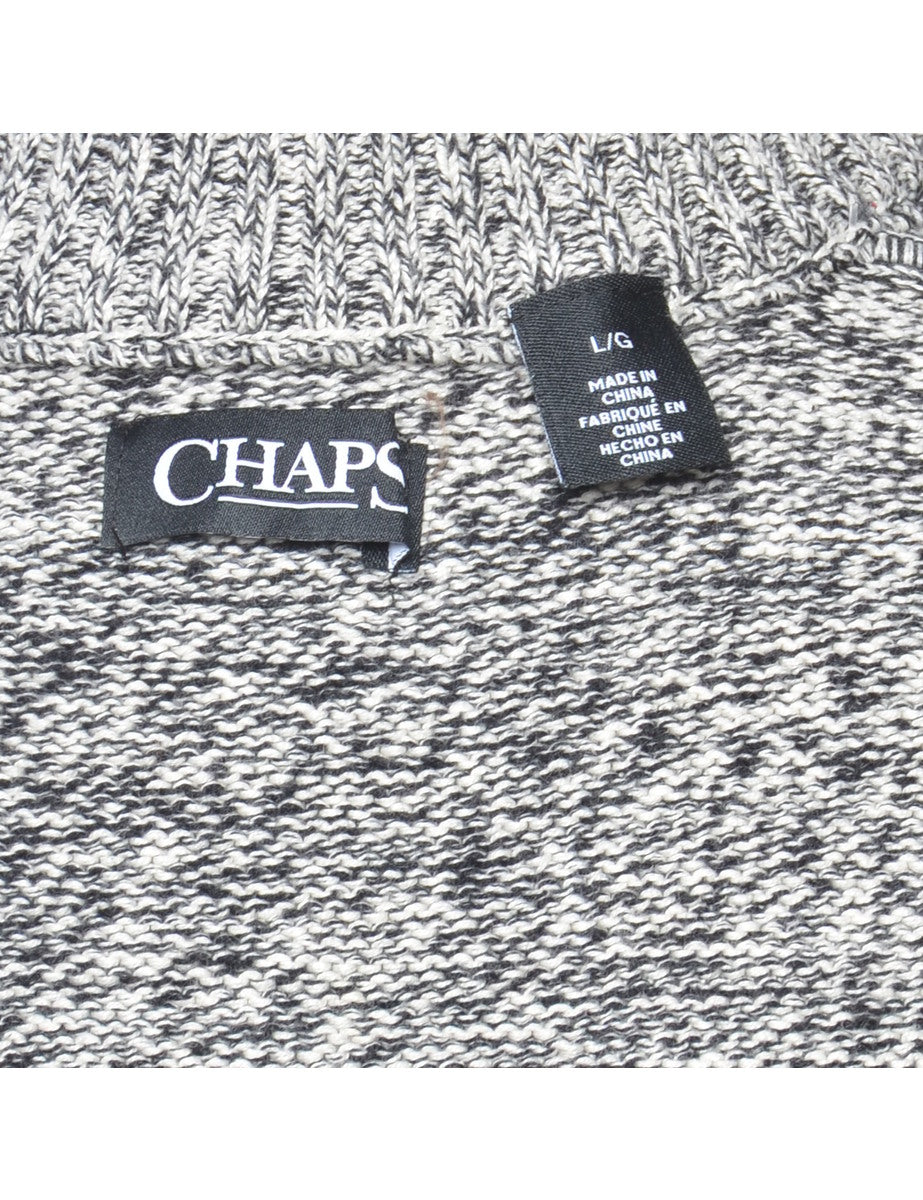 CHAPS
L/G
MADE IN
CHINA
FABRIQUÉ EN
CHINE
HECHO EN
CHINA